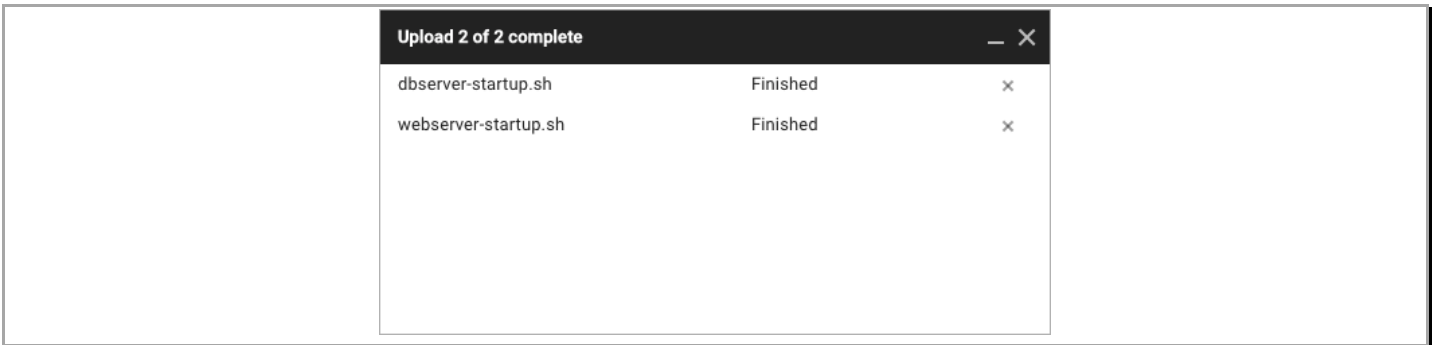 Upload 2 of 2 complete
dbserver-startup.sh Finished
webserver-startup.sh Finished